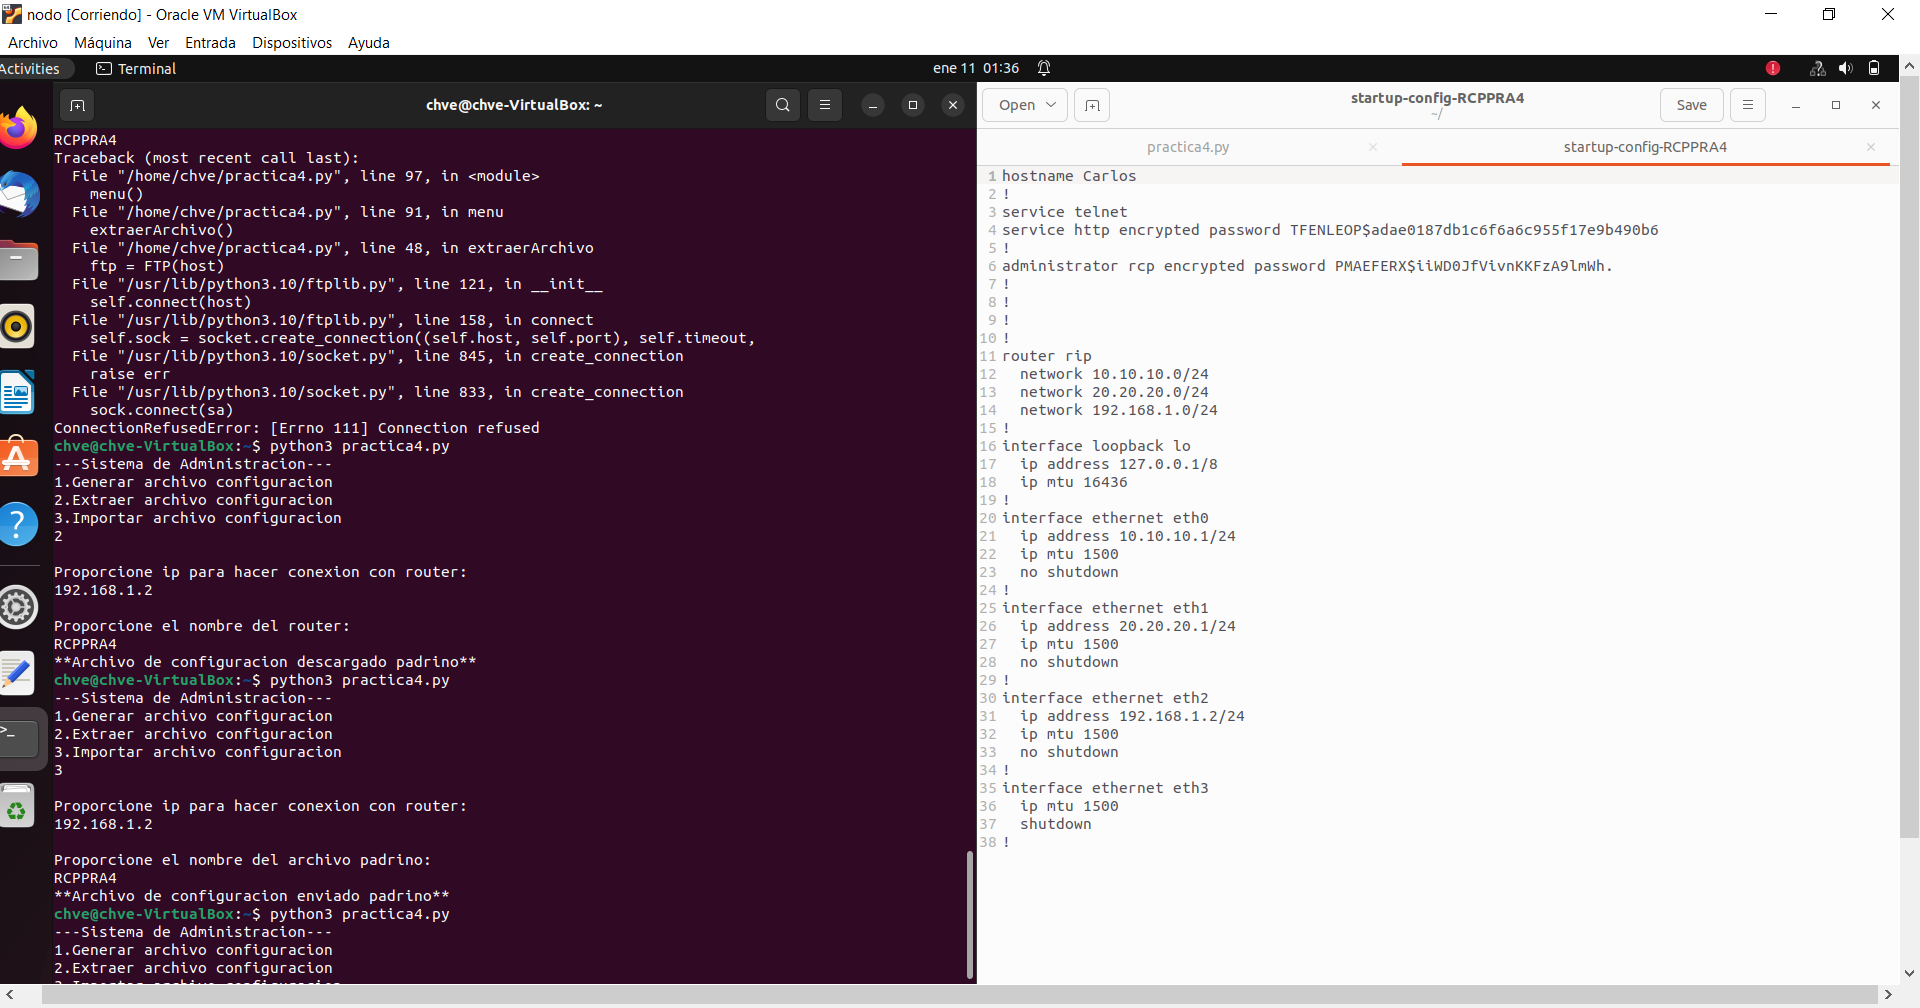 nodo [Corriendo] - Oracle VM VirtualBox
Archivo Máquina Ver Entrada Dispositivos Ayuda
Activities Terminal ene 11 01:36
chve@chve-VirtualBox: ~
RCPPRA4
Traceback (most recent call last):
  File "/home/chve/practica4.py", line 97, in <module>
    menu()
  File "/home/chve/practica4.py", line 91, in menu
    extraerArchivo()
  File "/home/chve/practica4.py", line 48, in extraerArchivo
    ftp = FTP(host)
  File "/usr/lib/python3.10/ftplib.py", line 121, in __init__
    self.connect(host)
  File "/usr/lib/python3.10/ftplib.py", line 158, in connect
    self.sock = socket.create_connection((self.host, self.port), self.timeout,
  File "/usr/lib/python3.10/socket.py", line 845, in create_connection
    raise err
  File "/usr/lib/python3.10/socket.py", line 833, in create_connection
    sock.connect(sa)
ConnectionRefusedError: [Errno 111] Connection refused
chve@chve-VirtualBox:~$ python3 practica4.py
---Sistema de Administracion---
1.Generar archivo configuracion
2.Extraer archivo configuracion
3.Importar archivo configuracion
2
Proporcione ip para hacer conexion con router:
192.168.1.2
Proporcione el nombre del router:
RCPPRA4
**Archivo de configuracion descargado padrino**
chve@chve-VirtualBox:~$ python3 practica4.py
---Sistema de Administracion---
1.Generar archivo configuracion
2.Extraer archivo configuracion
3.Importar archivo configuracion
3
Proporcione ip para hacer conexion con router:
192.168.1.2
Proporcione el nombre del archivo padrino:
RCPPRA4
**Archivo de configuracion enviado padrino**
chve@chve-VirtualBox:~$ python3 practica4.py
---Sistema de Administracion---
1.Generar archivo configuracion
2.Extraer archivo configuracion
3.Importar archivo configuracion
Open startup-config-RCPPRA4 Save
~/
practica4.py startup-config-RCPPRA4
1 hostname Carlos
2 !
3 service telnet
4 service http encrypted password TFENLEOP$adae0187db1c6f6a6c955f17e9b490b6
5 !
6 administrator rcp encrypted password PMAEFERX$iiWD0JfVivnKKFzA9lmWh.
7 !
8 !
9 !
10 !
11 router rip
12   network 10.10.10.0/24
13   network 20.20.20.0/24
14   network 192.168.1.0/24
15 !
16 interface loopback lo
17   ip address 127.0.0.1/8
18   ip mtu 16436
19 !
20 interface ethernet eth0
21   ip address 10.10.10.1/24
22   ip mtu 1500
23   no shutdown
24 !
25 interface ethernet eth1
26   ip address 20.20.20.1/24
27   ip mtu 1500
28   no shutdown
29 !
30 interface ethernet eth2
31   ip address 192.168.1.2/24
32   ip mtu 1500
33   no shutdown
34 !
35 interface ethernet eth3
36   ip mtu 1500
37   shutdown
38 !